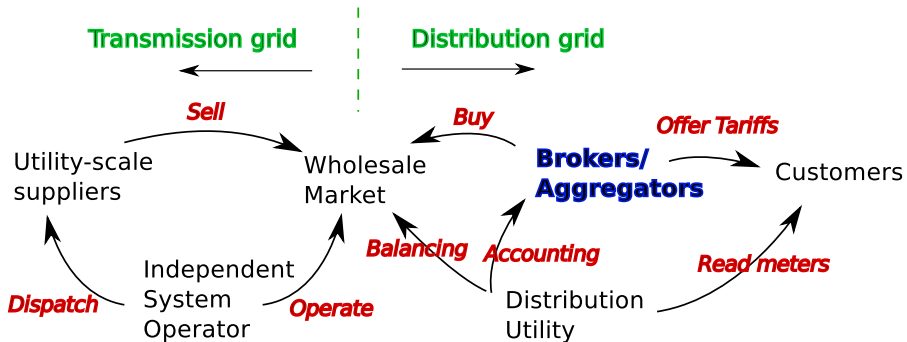 Transmission grid
Distribution grid
Sell
Buy
Offer Tariffs
Utility-scale
suppliers
Wholesale
Market
Brokers/
Aggregators
Customers
Balancing
Accounting
Read meters
Independent
System
Operator
Dispatch
Operate
Distribution
Utility